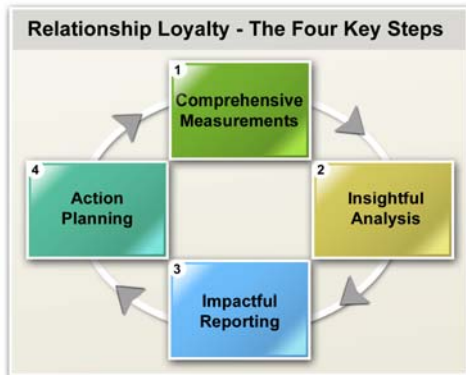 Relationship Loyalty - The Four Key Steps
1
Comprehensive
Measurements
2
Insightful
Analysis
3
Impactful
Reporting
4
Action
Planning